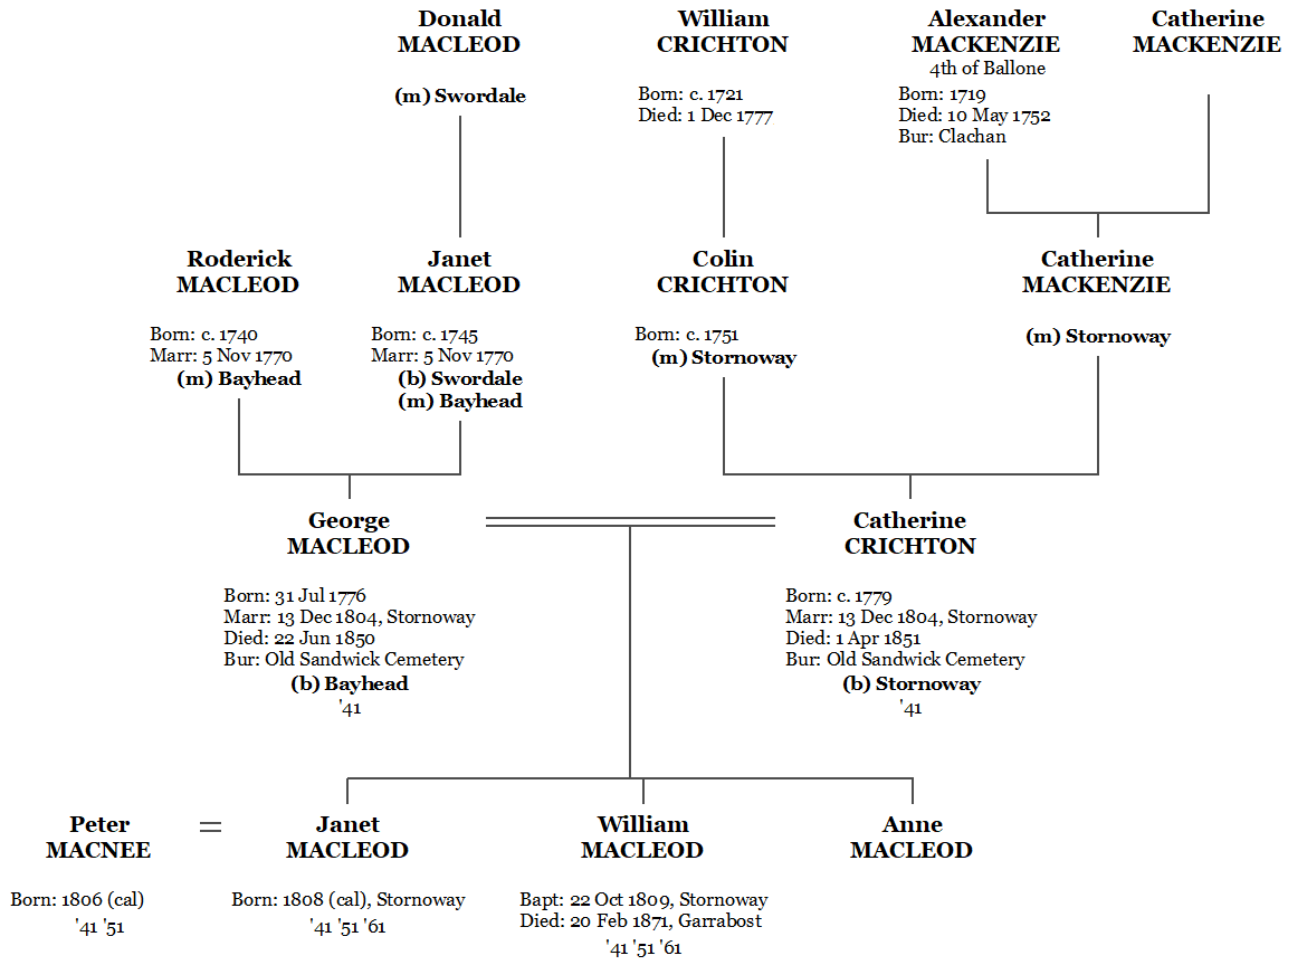 Donald
MACLEOD
(m) Swordale
William
CRICHTON
Born: c. 1721
Died: 1 Dec 1777
Alexander
MACKENZIE
4th of Ballone
Born: 1719
Died: 10 May 1752
Bur: Clachan
Catherine
MACKENZIE
Roderick
MACLEOD
Born: c. 1740
Marr: 5 Nov 1770
(m) Bayhead
Janet
MACLEOD
Born: c. 1745
Marr: 5 Nov 1770
(b) Swordale
(m) Bayhead
Colin
CRICHTON
Born: c. 1751
(m) Stornoway
Catherine
MACKENZIE
(m) Stornoway
George
MACLEOD
Born: 31 Jul 1776
Marr: 13 Dec 1804, Stornoway
Died: 22 Jun 1850
Bur: Old Sandwick Cemetery
(b) Bayhead
'41
Catherine
CRICHTON
Born: c. 1779
Marr: 13 Dec 1804, Stornoway
Died: 1 Apr 1851
Bur: Old Sandwick Cemetery
(b) Stornoway
'41
Peter
MACNEE
Born: 1806 (cal)
'41 '51
Janet
MACLEOD
Born: 1808 (cal), Stornoway
'41 '51 '61
William
MACLEOD
Bapt: 22 Oct 1809, Stornoway
Died: 20 Feb 1871, Garrabost
'41 '51 '61
Anne
MACLEOD